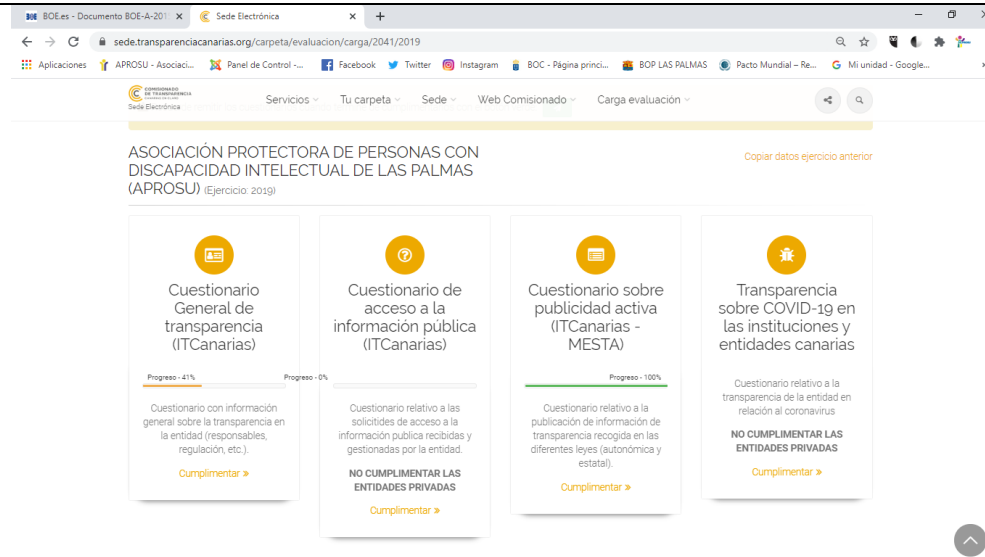 BOE.es - Documento BOE-A-201
Sede Electrónica
sede.transparenciacanarias.org/carpeta/evaluacion/carga/2041/2019
Aplicaciones
APROSU - Asociaci...
Panel de Control -...
Facebook
Twitter
Instagram
BOC - Página princi...
BOP LAS PALMAS
Pacto Mundial – Re...
Mi unidad - Google...
COMISIONADO
DE TRANSPARENCIA
Sede Electrónica
Servicios
Tu carpeta
Sede
Web Comisionado
Carga evaluación
ASOCIACIÓN PROTECTORA DE PERSONAS CON
DISCAPACIDAD INTELECTUAL DE LAS PALMAS
(APROSU) (Ejercicio: 2019)
Copiar datos ejercicio anterior
Cuestionario
General de
transparencia
(ITCanarias)
Progreso - 41%
Cuestionario con información
general sobre la transparencia en
la entidad (responsables,
regulación, etc.).
Cumplimentar »
Cuestionario de
acceso a la
información pública
(ITCanarias)
Progreso - 0%
Cuestionario relativo a las
solicitides de acceso a la
información publica recibidas y
gestionadas por la entidad.
NO CUMPLIMENTAR LAS
ENTIDADES PRIVADAS
Cumplimentar »
Cuestionario sobre
publicidad activa
(ITCanarias -
MESTA)
Progreso - 100%
Cuestionario relativo a la
publicación de información de
transparencia recogida en las
diferentes leyes (autonómica y
estatal).
Cumplimentar »
Transparencia
sobre COVID-19 en
las instituciones y
entidades canarias
Cuestionario relativo a la
transparencia de la entidad en
relación al coronavirus
NO CUMPLIMENTAR LAS
ENTIDADES PRIVADAS
Cumplimentar »